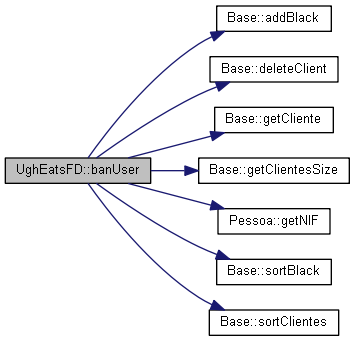 Base::addBlack
Base::deleteClient
Base::getCliente
UghEatsFD::banUser
Base::getClientesSize
Pessoa::getNIF
Base::sortBlack
Base::sortClientes